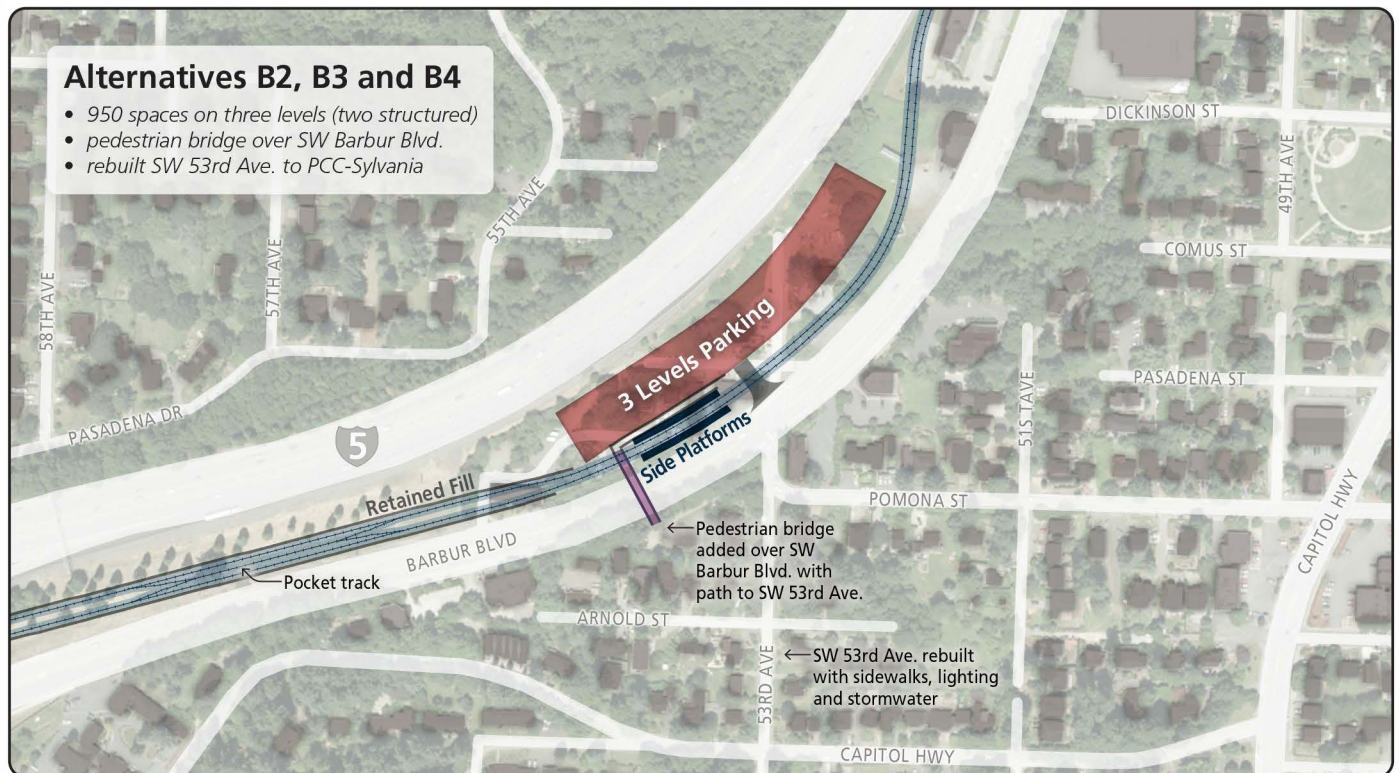 Alternatives B2, B3 and B4
• 950 spaces on three levels (two structured)
• pedestrian bridge over SW Barbur Blvd.
• rebuilt SW 53rd Ave. to PCC-Sylvania
DICKINSON ST
49TH AVE
55TH AVE
COMUS ST
57TH AVE
58TH AVE
3 Levels Parking
PASADENA ST
51ST AVE
PASADENA DR
5
Side Platforms
Retained Fill
POMONA ST
CAPITOL HWY
BARBUR BLVD
Pedestrian bridge
added over SW
Barbur Blvd. with
path to SW 53rd Ave.
Pocket track
ARNOLD ST
53RD AVE
SW 53rd Ave. rebuilt
with sidewalks, lighting
and stormwater
CAPITOL HWY